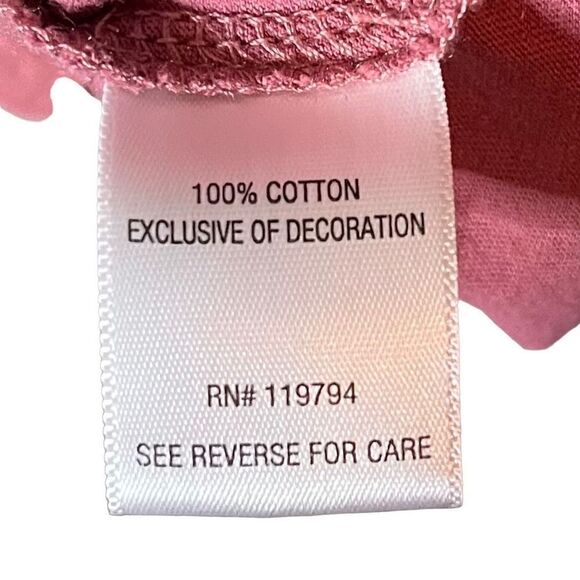 100% COTTON
EXCLUSIVE OF DECORATION
RN# 119794
SEE REVERSE FOR CARE